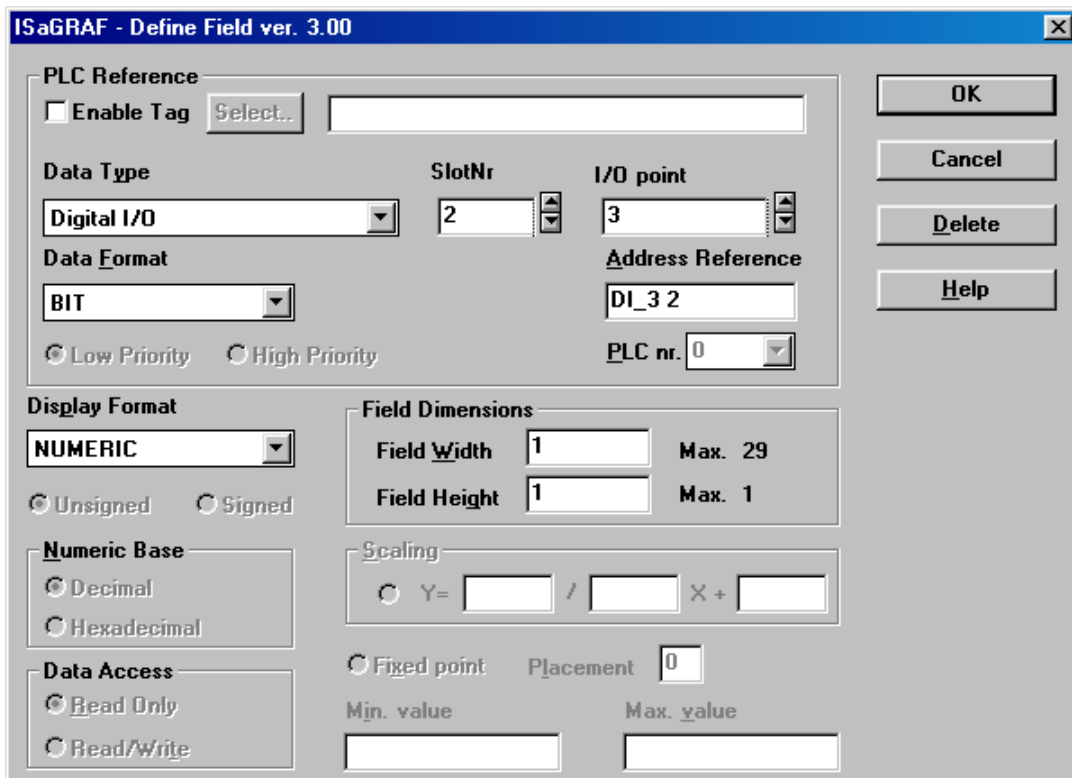 ISaGRAF - Define Field ver. 3.00
PLC Reference
Enable Tag Select..
Data Type SlotNr I/O point
Digital I/O 2 3
Data Format Address Reference
BIT DI_3 2
Low Priority High Priority PLC nr. 0
OK
Cancel
Delete
Help
Display Format
NUMERIC
Unsigned Signed
Field Dimensions
Field Width 1 Max. 29
Field Height 1 Max. 1
Numeric Base
Decimal
Hexadecimal
Scaling
Y= / X +
Data Access
Read Only
Read/Write
Fixed point Placement 0
Min. value Max. value